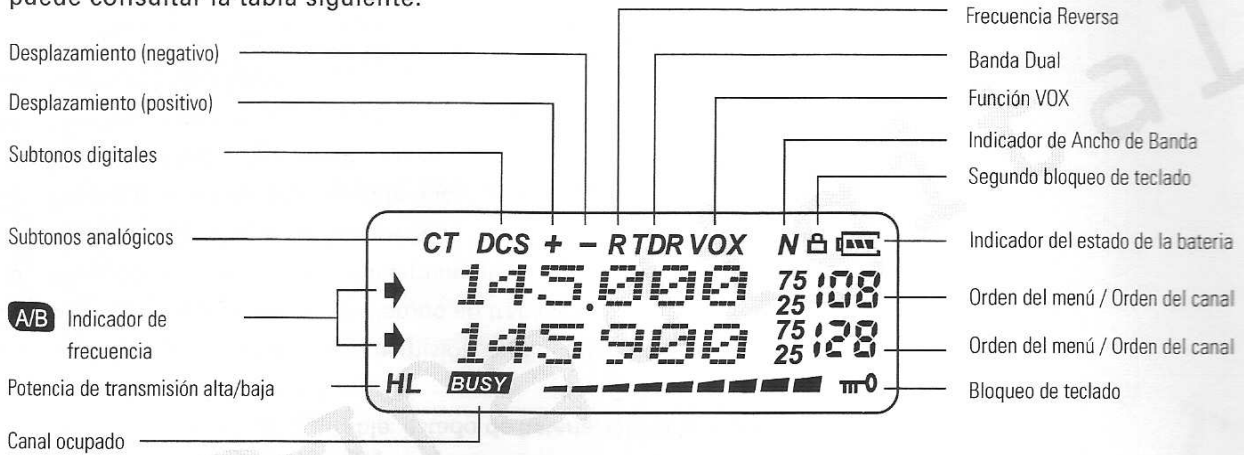 puede consultar la tabla siguiente.
Frecuencia Reversa
Desplazamiento (negativo)
Banda Dual
Desplazamiento (positivo)
Función VOX
Subtonos digitales
Indicador de Ancho de Banda
Segundo bloqueo de teclado
Subtonos analógicos
CT DCS + - R TDR VOX N
Indicador del estado de la bateria
145.000 75 25 108
Orden del menú / Orden del canal
A/B Indicador de
frecuencia
145 900 75 25 128
Orden del menú / Orden del canal
Potencia de transmisión alta/baja
HL BUSY
Bloqueo de teclado
Canal ocupado